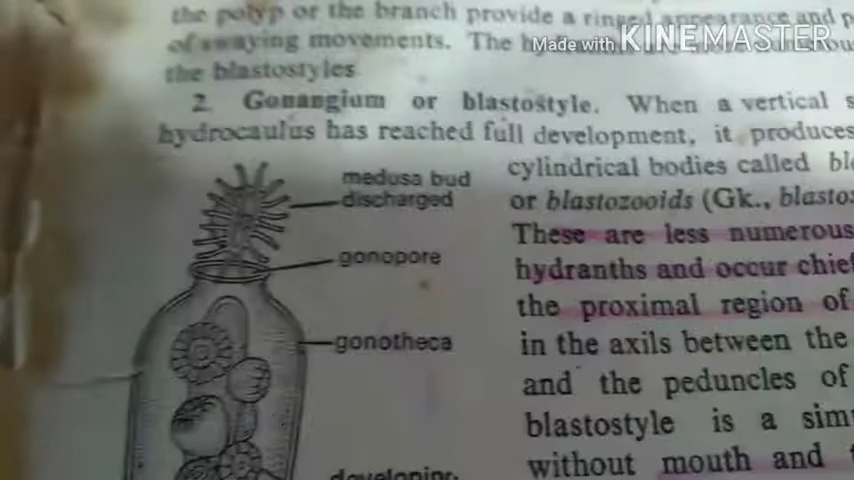 the polyp or the branch provide a ringed appearance and
of swaying movements. The
Made with KINEMASTER
the blastostyles
2. Gonangium or blastostyle. When a vertical
hydrocaulus has reached full development, it produces
medusa bud
discharged
gonopore
gonotheca
developing
cylindrical bodies called
or blastozooids (Gk.,
These are less numerous
hydranths and occur
the proximal region of
in the axils between the
and the peduncles of
blastostyle is a
without mouth and